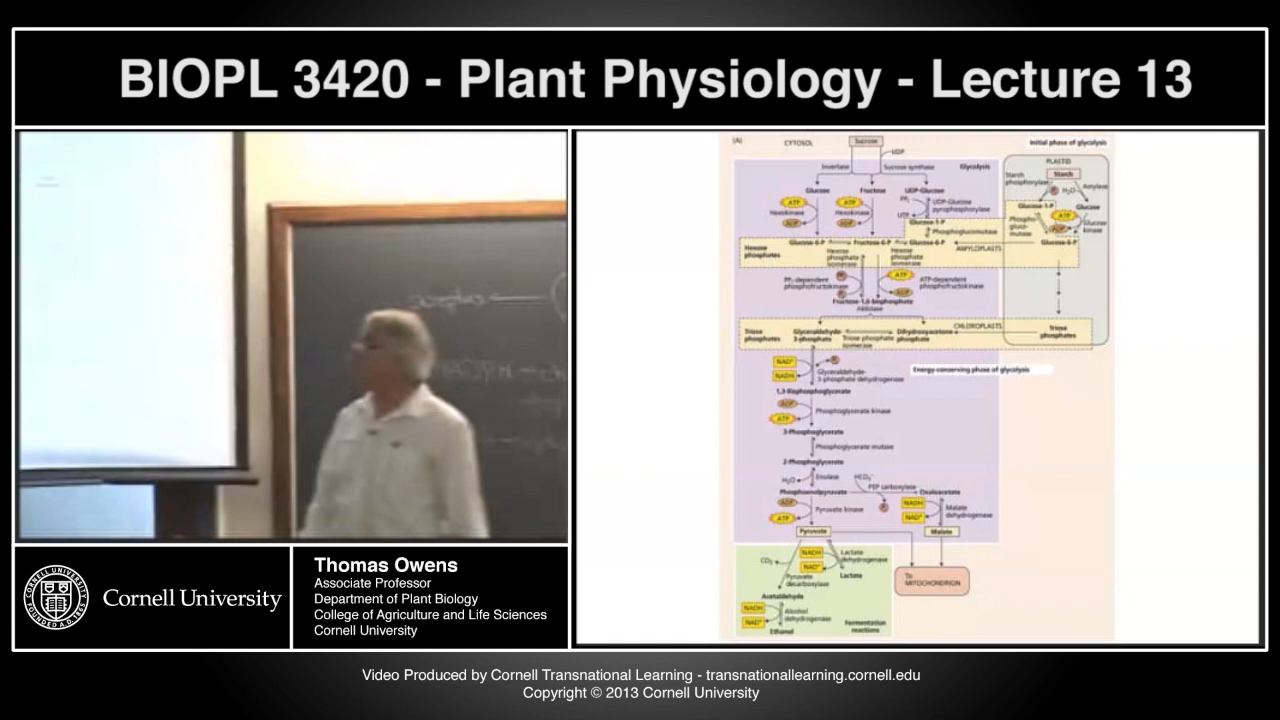 BIOPL 3420 - Plant Physiology - Lecture 13
(A)
CYTOSOL
Sucrose
Initial phase of glycolysis
UDP
Invertase
Sucrose synthase
Glycolysis
PLASTID
Starch
Starch phosphorylase
Pi
H2O
Amylase
Glucose
Fructose
UDP-Glucose
ATP
Hexokinase
ADP
ATP
Hexokinase
ADP
PPi
UTP
UDP-Glucose
pyrophosphorylase
Glucose-1-P
Phosphoglucomutase
Glucose-1-P
Glucose
Phospho-
gluco-
mutase
ATP
Glucose
kinase
Glucose-6-P
Hexose
phosphates
Glucose-6-P
Fructose-6-P
Glucose-6-P
AMYLOPLASTS
Hexose
phosphate
isomerase
Hexose
phosphate
isomerase
PPi-dependent
phosphofructokinase
PPi
Pi
ATP
ADP
ATP-dependent
phosphofructokinase
Fructose-1,6-bisphosphate
Aldolase
Triose
phosphates
Glyceraldehyde-
3-phosphate
Triose phosphate
isomerase
Dihydroxyacetone
phosphate
CHLOROPLASTS
Triose
phosphates
NAD+
NADH
Pi
Glyceraldehyde-
3-phosphate dehydrogenase
Energy-conserving phase of glycolysis
1,3-Bisphosphoglycerate
ADP
ATP
Phosphoglycerate kinase
3-Phosphoglycerate
Phosphoglycerate mutase
2-Phosphoglycerate
H2O
Enolase
HCO3-
PEP carboxylase
Phosphoenolpyruvate
Oxaloacetate
Pi
ADP
ATP
Pyruvate kinase
NADH
NAD+
Malate
dehydrogenase
Pyruvate
Malate
CO2
NADH
NAD+
Lactate
dehydrogenase
Lactate
Pyruvate
decarboxylase
To
MITOCHONDRION
Acetaldehyde
NADH
NAD+
Alcohol
dehydrogenase
Ethanol
Fermentation
reactions
Cornell University
Thomas Owens
Associate Professor
Department of Plant Biology
College of Agriculture and Life Sciences
Cornell University
Video Produced by Cornell Transnational Learning - transnationallearning.cornell.edu
Copyright © 2013 Cornell University